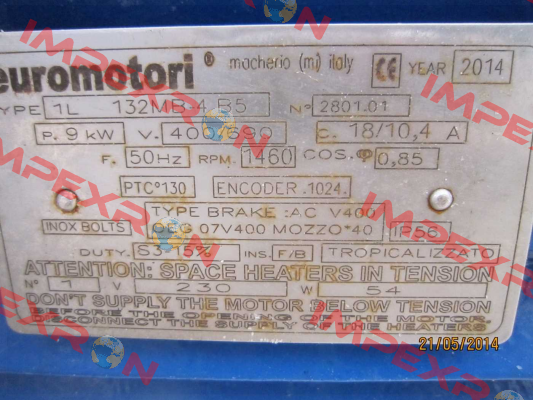 euromotori ® macherio (mi) italy CE YEAR 2014
TYPE 1L 132MB 4 B5 N° 2801.01
P. 9 kW V. 400/690 C. 18/10,4 A
F. 50Hz RPM. 1460 COS.φ 0,85
PTC°130 ENCODER .1024.
TYPE BRAKE :AC V400
INOX BOLTS OEG 07V400 MOZZO*40 IP56
DUTY. S3-15% INS. F/B TROPICALIZZATO
ATTENTION: SPACE HEATERS IN TENSION
N° 1 V 230 W 54
DON'T SUPPLY THE MOTOR BELOW TENSION
BEFORE THE OPENING OF THE MOTOR
DISCONNECT THE SUPPLY OF THE HEATERS
21/05/2014
IMPEXRON